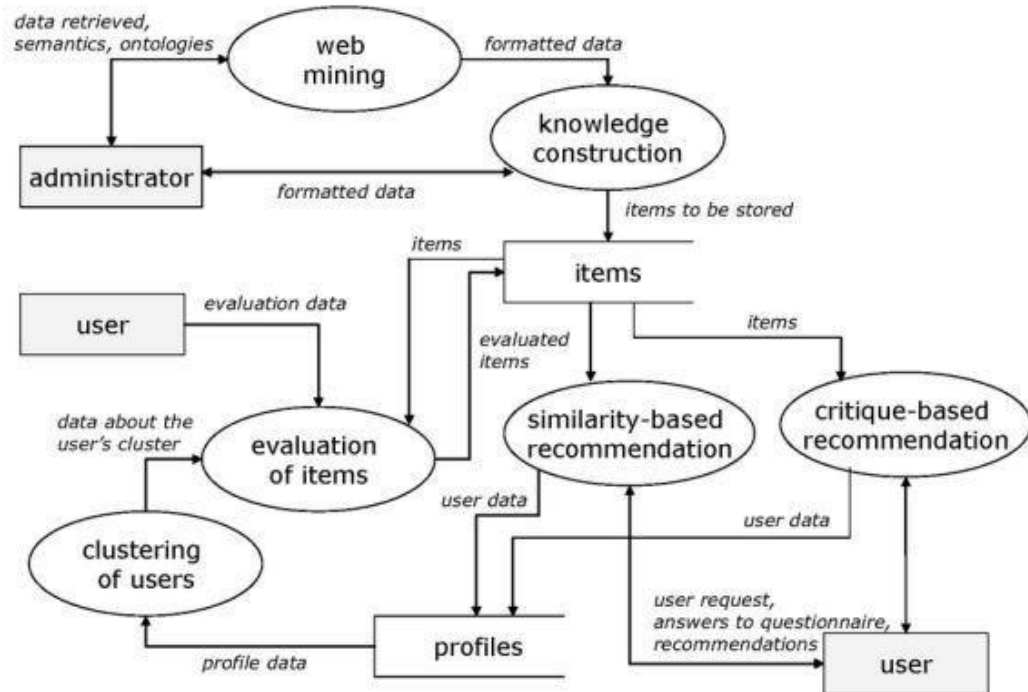 data retrieved,
semantics, ontologies
web
mining
formatted data
knowledge
construction
administrator
formatted data
items to be stored
items
items
user
evaluation data
evaluated
items
items
data about the
user's cluster
evaluation
of items
similarity-based
recommendation
critique-based
recommendation
user data
user data
clustering
of users
user request,
answers to questionnaire,
recommendations
profile data
profiles
user